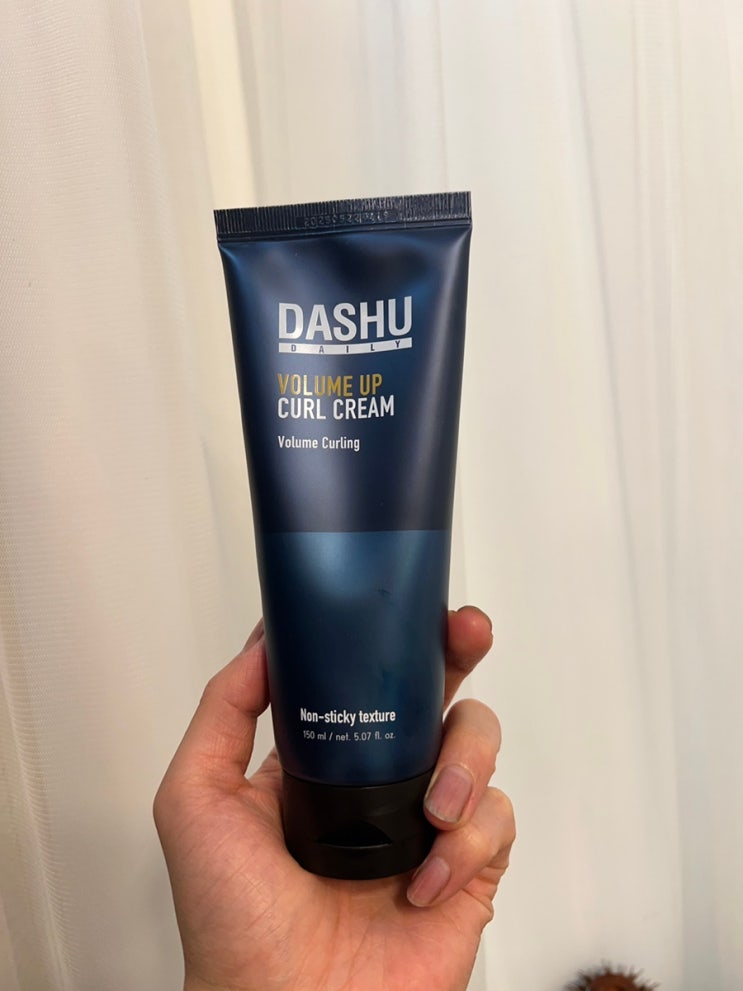 DASHU
DAILY
VOLUME UP
CURL CREAM
Volume Curling
Non-sticky texture
150 ml / net. 5.07 fl. oz.